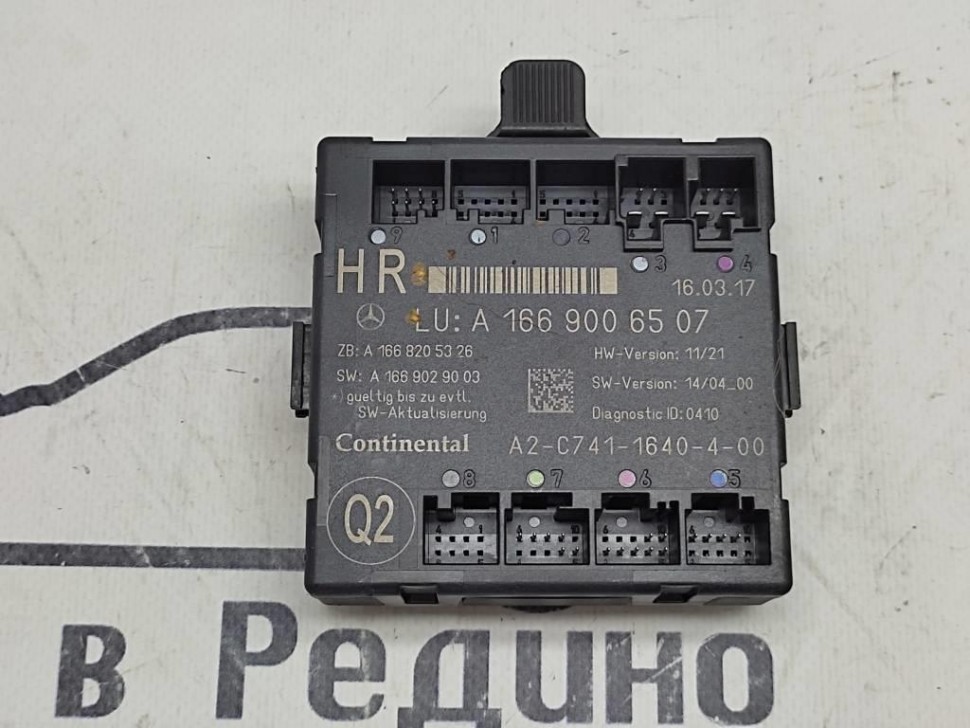 9 1 2
3 4
HR
16.03.17
LU: A 166 900 65 07
ZB: A 166 820 53 26
HW-Version: 11/21
SW: A 166 902 90 03
SW-Version: 14/04_00
*) gueltig bis zu evtl.
SW-Aktualisierung
Diagnostic ID: 0410
Continental
A2-C741-1640-4-00
8 7 6 5
Q2
в Редино